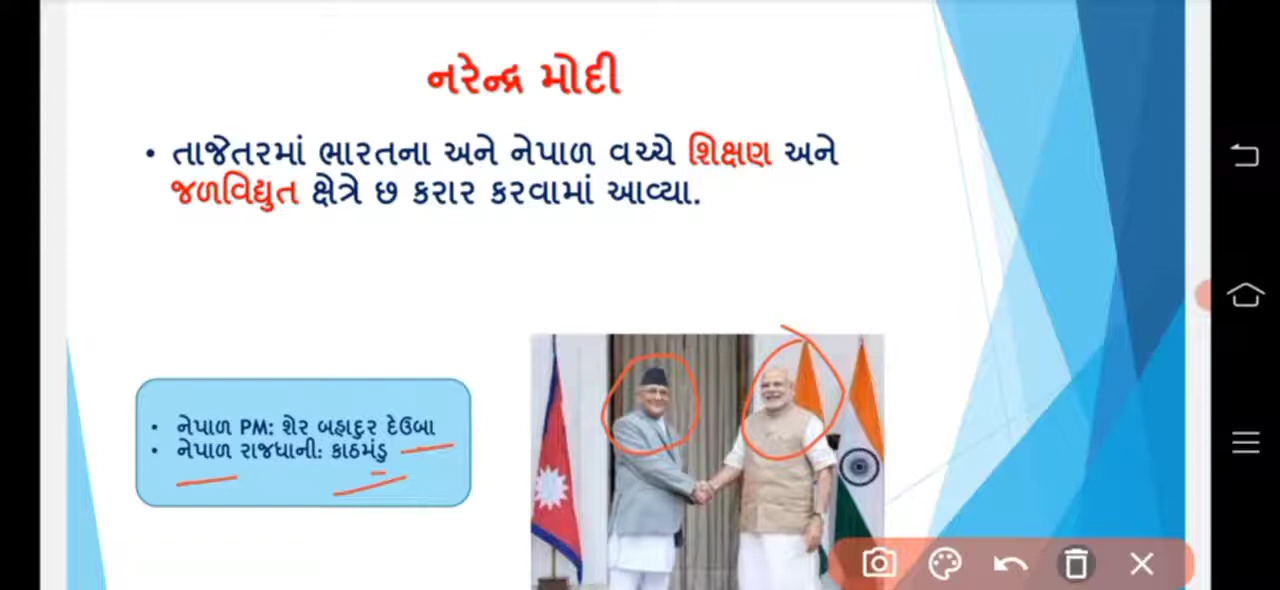 નરેન્દ્ર મોદી
• તાજેતરમાં ભારતના અને નેપાળ વચ્ચે શિક્ષણ અને
જળવિદ્યુત ક્ષેત્રે છ કરાર કરવામાં આવ્યા.
• નેપાળ PM: શેર બહાદુર દેઉબા
• નેપાળ રાજધાની: કાઠમંડુ